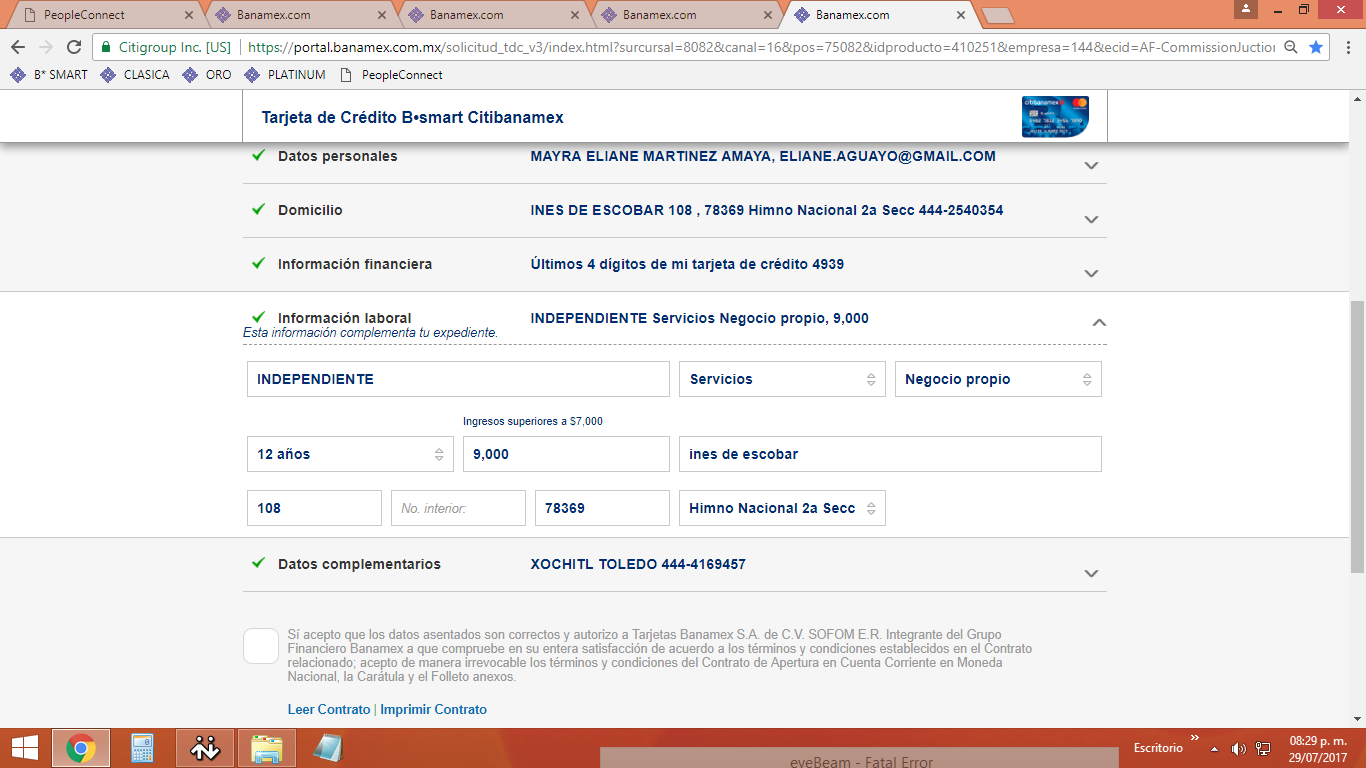 PeopleConnect
Banamex.com
Banamex.com
Banamex.com
Banamex.com
Citigroup Inc. [US] https://portal.banamex.com.mx/solicitud_tdc_v3/index.html?surcursal=8082&canal=16&pos=75082&idproducto=410251&empresa=144&ecid=AF-CommissionJuctio
B* SMART CLASICA ORO PLATINUM PeopleConnect
Tarjeta de Crédito B•smart Citibanamex
citibanamex
Datos personales MAYRA ELIANE MARTINEZ AMAYA, ELIANE.AGUAYO@GMAIL.COM
Domicilio INES DE ESCOBAR 108 , 78369 Himno Nacional 2a Secc 444-2540354
Información financiera Últimos 4 dígitos de mi tarjeta de crédito 4939
Información laboral INDEPENDIENTE Servicios Negocio propio, 9,000
Esta información complementa tu expediente.
INDEPENDIENTE Servicios Negocio propio
Ingresos superiores a $7,000
12 años 9,000 ines de escobar
108 No. interior: 78369 Himno Nacional 2a Secc
Datos complementarios XOCHITL TOLEDO 444-4169457
Sí acepto que los datos asentados son correctos y autorizo a Tarjetas Banamex S.A. de C.V. SOFOM E.R. Integrante del Grupo
Financiero Banamex a que compruebe en su entera satisfacción de acuerdo a los términos y condiciones establecidos en el Contrato
relacionado; acepto de manera irrevocable los términos y condiciones del Contrato de Apertura en Cuenta Corriente en Moneda
Nacional, la Carátula y el Folleto anexos.
Leer Contrato | Imprimir Contrato
eyeBeam - Fatal Error
Escritorio
08:29 p. m.
29/07/2017